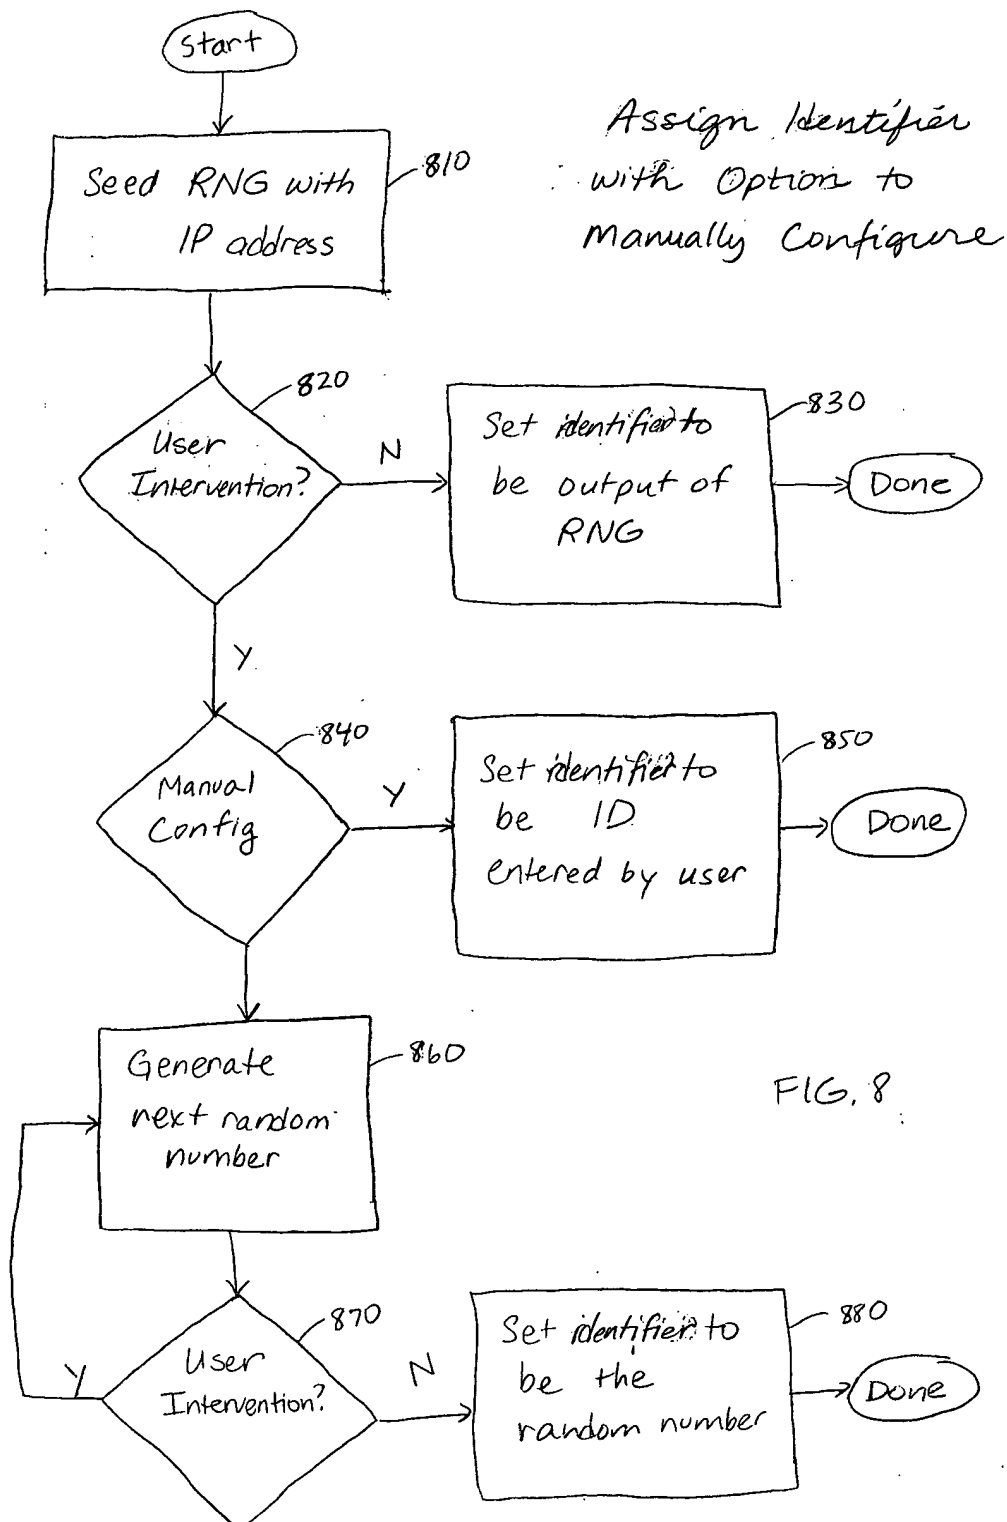 Start
Assign Identifier
with Option to
Manually Configure
Seed RNG with
IP address
810
User
Intervention?
820
N
Set identifier to
be output of
RNG
830
Done
Y
Manual
Config
840
Y
Set identifier to
be ID
entered by user
850
Done
Generate
next random
number
860
FIG. 8
User
Intervention?
870
Y
N
Set identifier to
be the
random number
880
Done